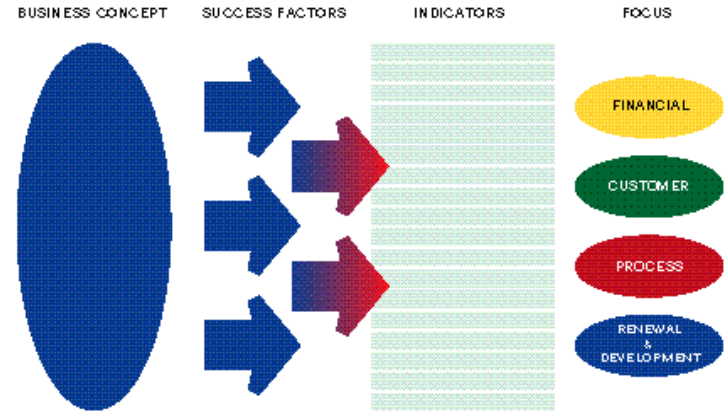 BUSINESS CONCEPT SUCCESS FACTORS INDICATORS FOCUS
FINANCIAL
CUSTOMER
PROCESS
RENEWAL
&
DEVELOPMENT